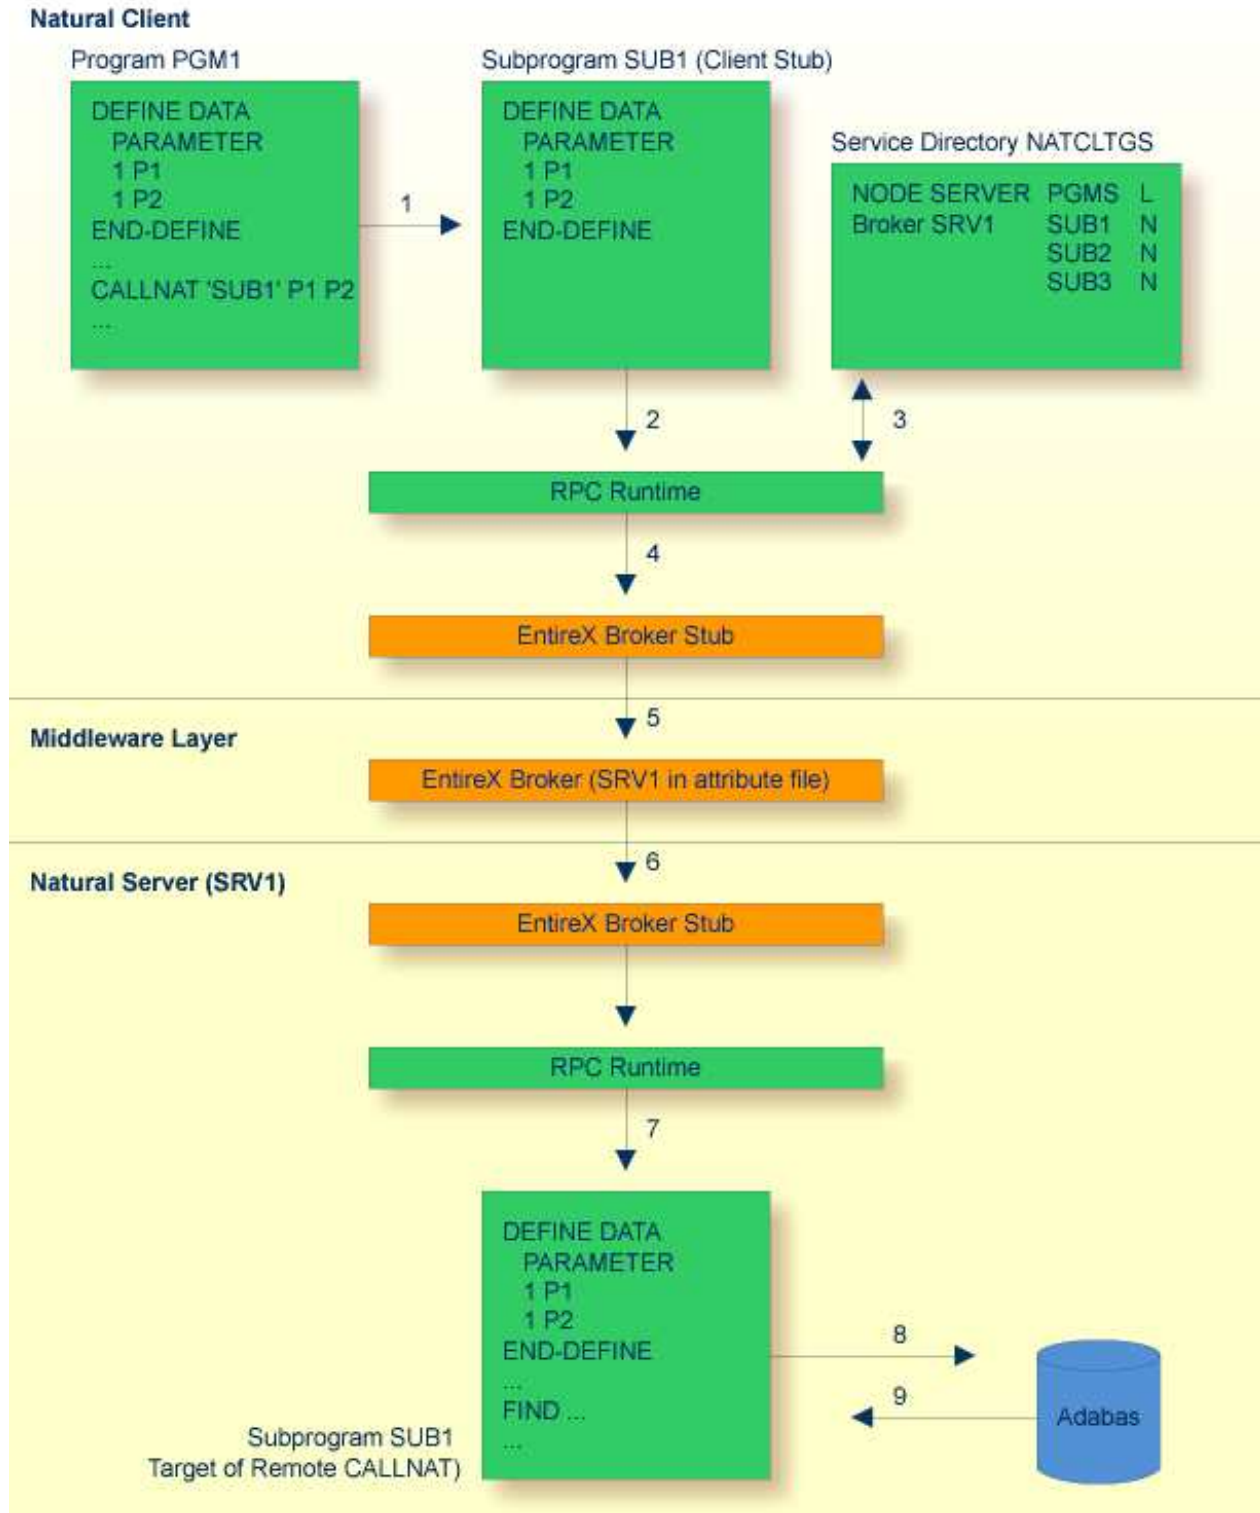 Natural Client
Program PGM1
DEFINE DATA
PARAMETER
1 P1
1 P2
END-DEFINE
...
CALLNAT 'SUB1' P1 P2
...
1
Subprogram SUB1 (Client Stub)
DEFINE DATA
PARAMETER
1 P1
1 P2
END-DEFINE
Service Directory NATCLTGS
NODE SERVER PGMS L
Broker SRV1 SUB1 N
SUB2 N
SUB3 N
2
3
RPC Runtime
4
EntireX Broker Stub
5
Middleware Layer
EntireX Broker (SRV1 in attribute file)
6
Natural Server (SRV1)
EntireX Broker Stub
RPC Runtime
7
DEFINE DATA
PARAMETER
1 P1
1 P2
END-DEFINE
...
FIND ...
...
Subprogram SUB1
Target of Remote CALLNAT)
8
9
Adabas